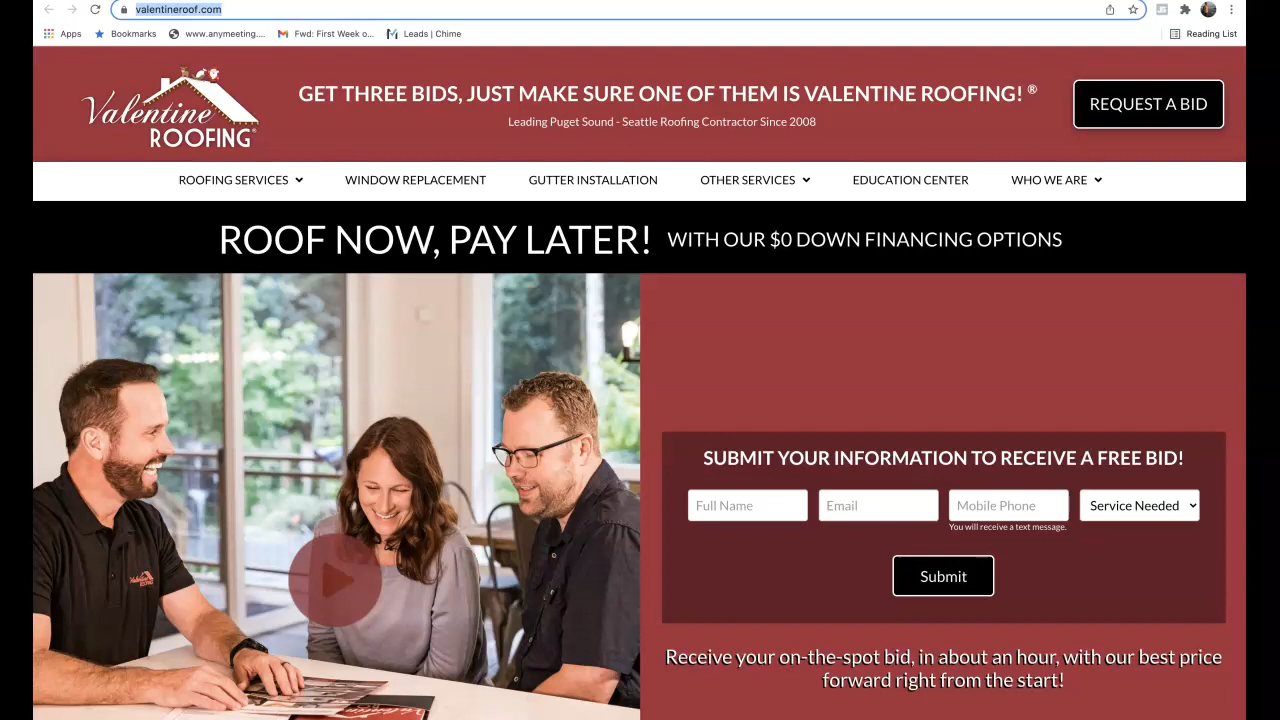 valentineroof.com
Apps
Bookmarks
www.anymeeting....
Fwd: First Week o...
Leads | Chime
Reading List
Valentine
ROOFING®
GET THREE BIDS, JUST MAKE SURE ONE OF THEM IS VALENTINE ROOFING! ®
Leading Puget Sound - Seattle Roofing Contractor Since 2008
REQUEST A BID
ROOFING SERVICES
WINDOW REPLACEMENT
GUTTER INSTALLATION
OTHER SERVICES
EDUCATION CENTER
WHO WE ARE
ROOF NOW, PAY LATER! WITH OUR $0 DOWN FINANCING OPTIONS
SUBMIT YOUR INFORMATION TO RECEIVE A FREE BID!
Full Name
Email
Mobile Phone
Service Needed
You will receive a text message.
Submit
Valentine
ROOFING
Receive your on-the-spot bid, in about an hour, with our best price
forward right from the start!
Valentine